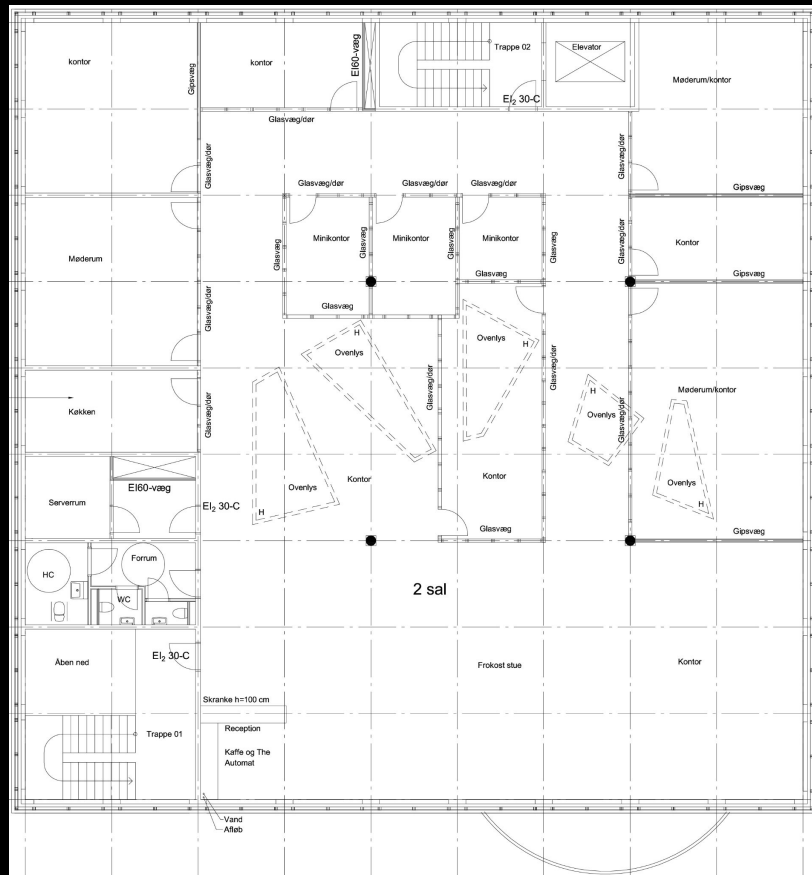 kontor
Gipsvæg
kontor
EI60-væg
Trappe 02
Elevator
Møderum/kontor
EI2 30-C
Glasvæg/dør
Glasvæg/dør
Glasvæg/dør
Glasvæg/dør
Glasvæg/dør
Glasvæg/dør
Gipsvæg
Møderum
Glasvæg
Minikontor
Glasvæg
Minikontor
Glasvæg
Minikontor
Glasvæg
Glasvæg/dør
Kontor
Glasvæg
Gipsvæg
Glasvæg/dør
Glasvæg
H
Ovenlys
Ovenlys
H
Glasvæg/dør
Glasvæg/dør
H
Møderum/kontor
Køkken
Glasvæg/dør
Ovenlys
Glasvæg/dør
Serverrum
EI60-væg
EI2 30-C
Ovenlys
H
Kontor
Kontor
Glasvæg
Ovenlys
H
Gipsvæg
HC
Forrum
WC
2 sal
Åben ned
EI2 30-C
Frokost stue
Kontor
Skranke h=100 cm
Trappe 01
Reception
Kaffe og The
Automat
Vand
Afløb